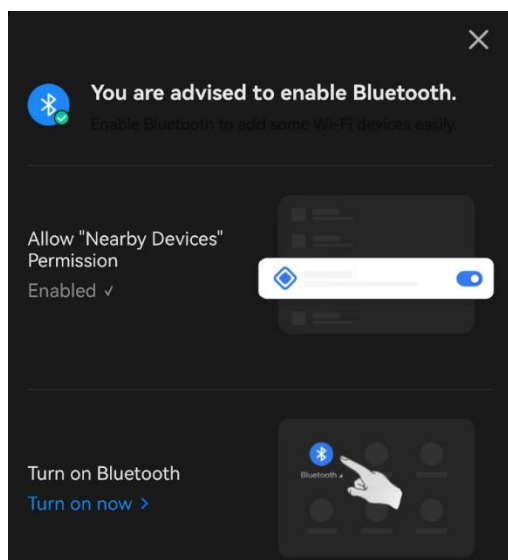 You are advised to enable Bluetooth.
Enable Bluetooth to add some Wi-Fi devices easily.
Allow "Nearby Devices"
Permission
Enabled ✓
Turn on Bluetooth
Turn on now >
Bluetooth